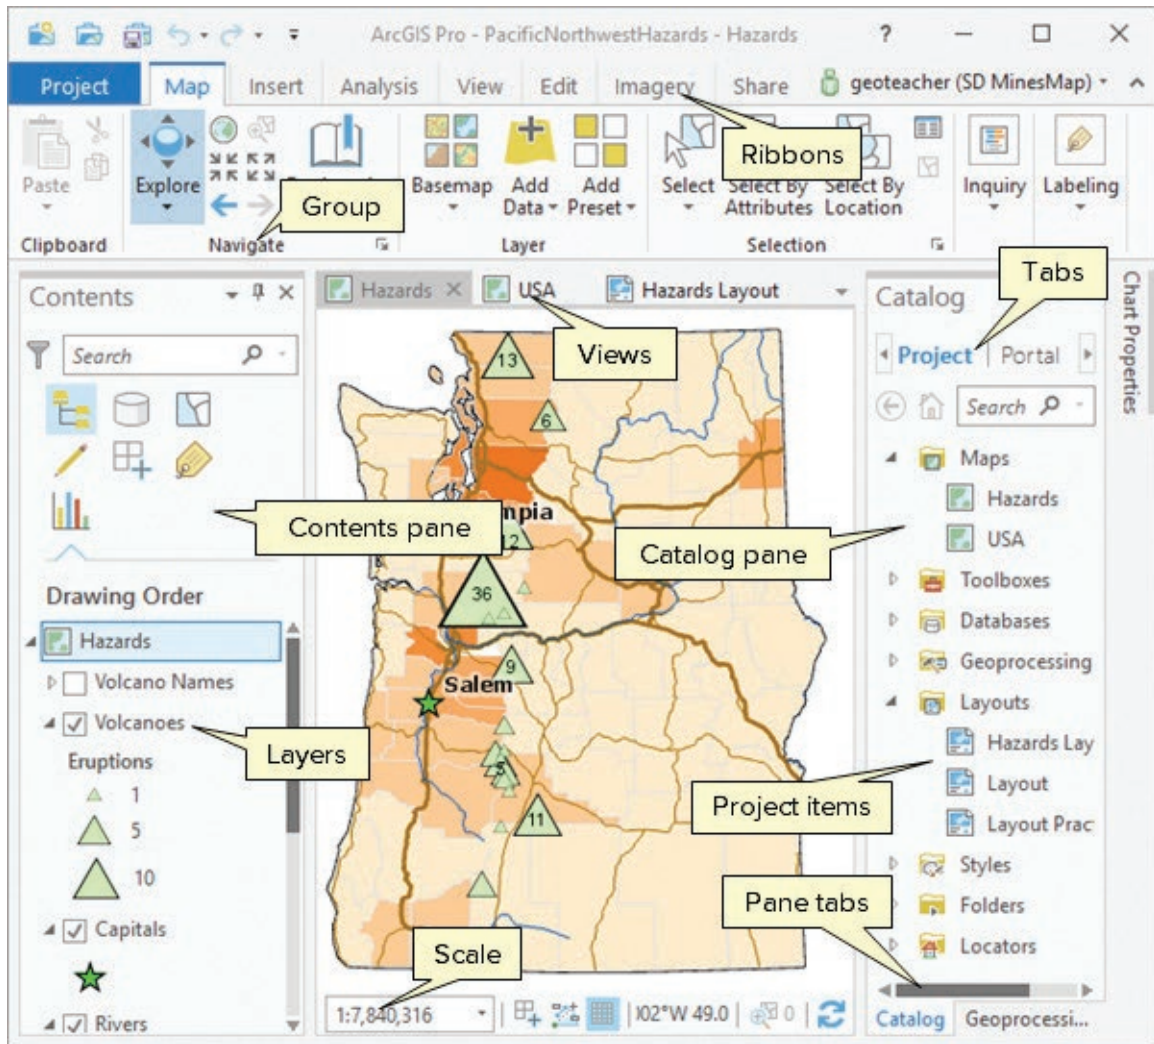 ArcGIS Pro - PacificNorthwestHazards - Hazards
?
Project Map Insert Analysis View Edit Imagery Share geoteacher (SD MinesMap)
Ribbons
Paste Explore Basemap Add Data Add Preset Select Select By Attributes Select By Location Inquiry Labeling
Group
Clipboard Navigate Layer Selection
Tabs
Contents
Hazards USA Hazards Layout
Catalog
Chart Properties
Search
Views
Project Portal
Search
13
6
Maps
Hazards
USA
Contents pane
Catalog pane
12
Toolboxes
Drawing Order
36
Databases
Hazards
9
Geoprocessing
Volcano Names
Salem
Layouts
Volcanoes
Layers
Hazards Lay
Eruptions
1
Project items
Layout
5
11
Layout Prac
10
Styles
Pane tabs
Folders
Capitals
Scale
Locators
Rivers
1:7,840,316
02°W 49.0
0
Catalog Geoprocessi...